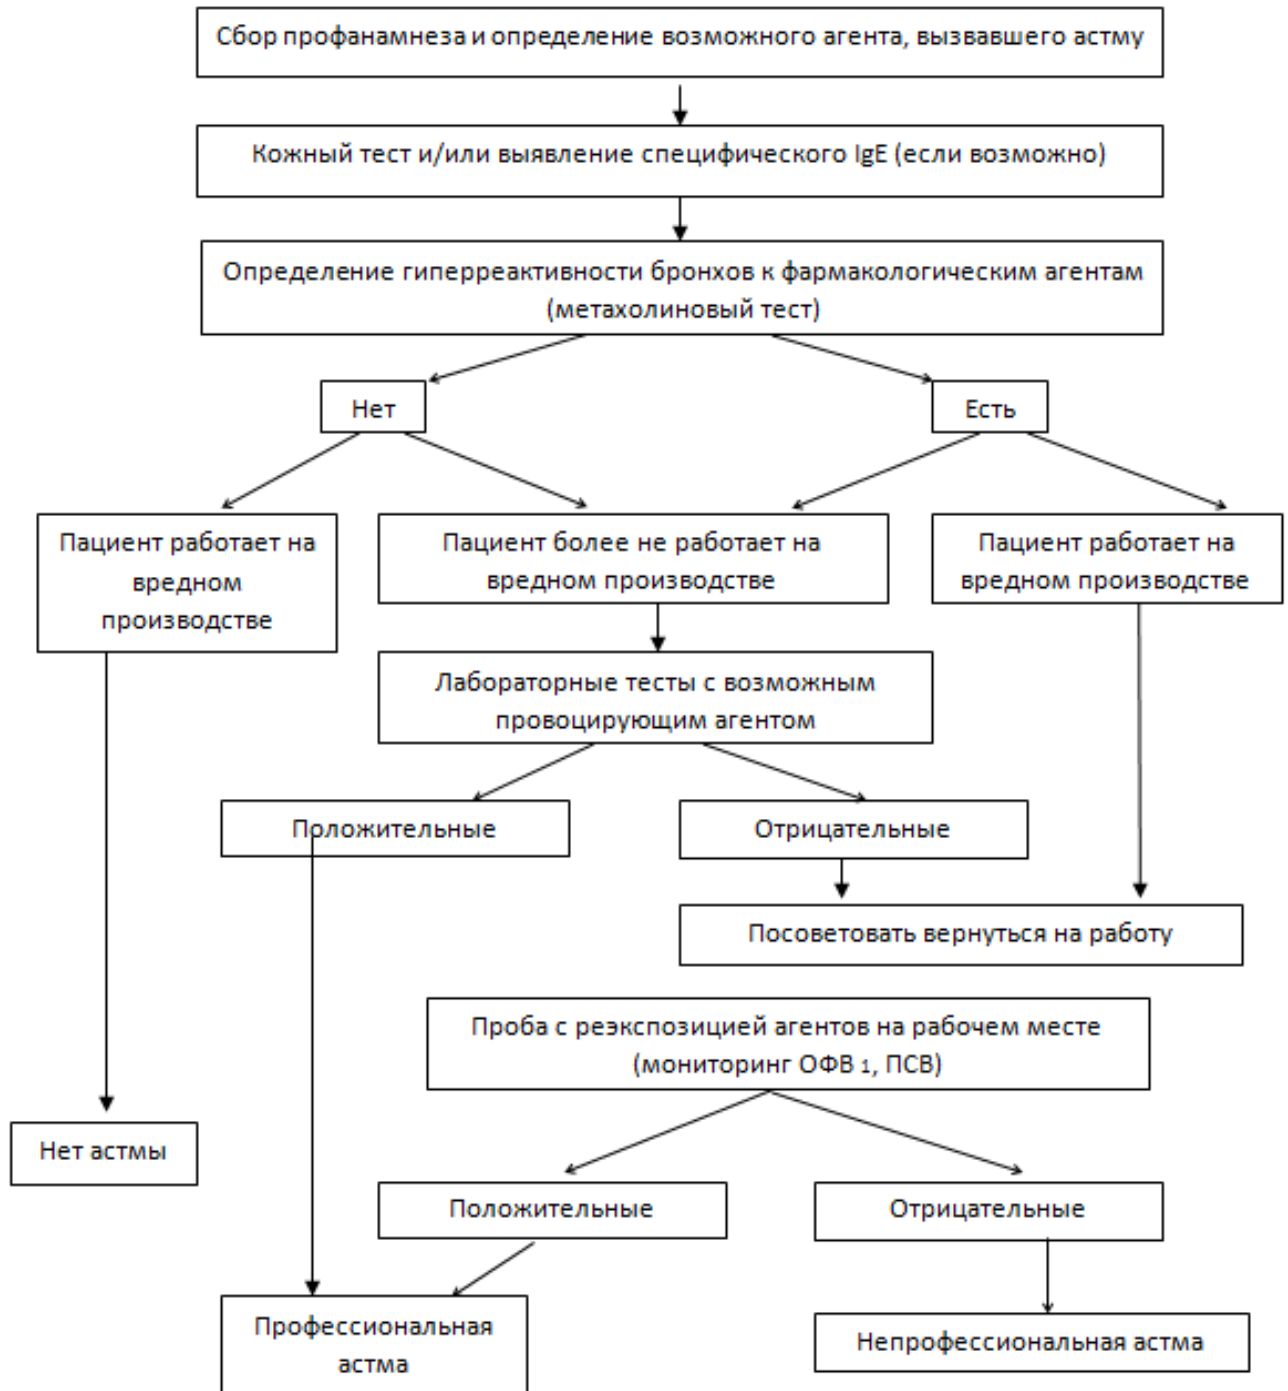 Сбор профанамнеза и определение возможного агента, вызвавшего астму
Кожный тест и/или выявление специфического IgE (если возможно)
Определение гиперреактивности бронхов к фармакологическим агентам
(метахолиновый тест)
Нет
Есть
Пациент работает на
вредном
производстве
Пациент более не работает на
вредном производстве
Пациент работает на
вредном производстве
Лабораторные тесты с возможным
провоцирующим агентом
Положительные
Отрицательные
Посоветовать вернуться на работу
Проба с реэкспозицией агентов на рабочем месте
(мониторинг ОФВ 1, ПСВ)
Нет астмы
Положительные
Отрицательные
Профессиональная
астма
Непрофессиональная астма